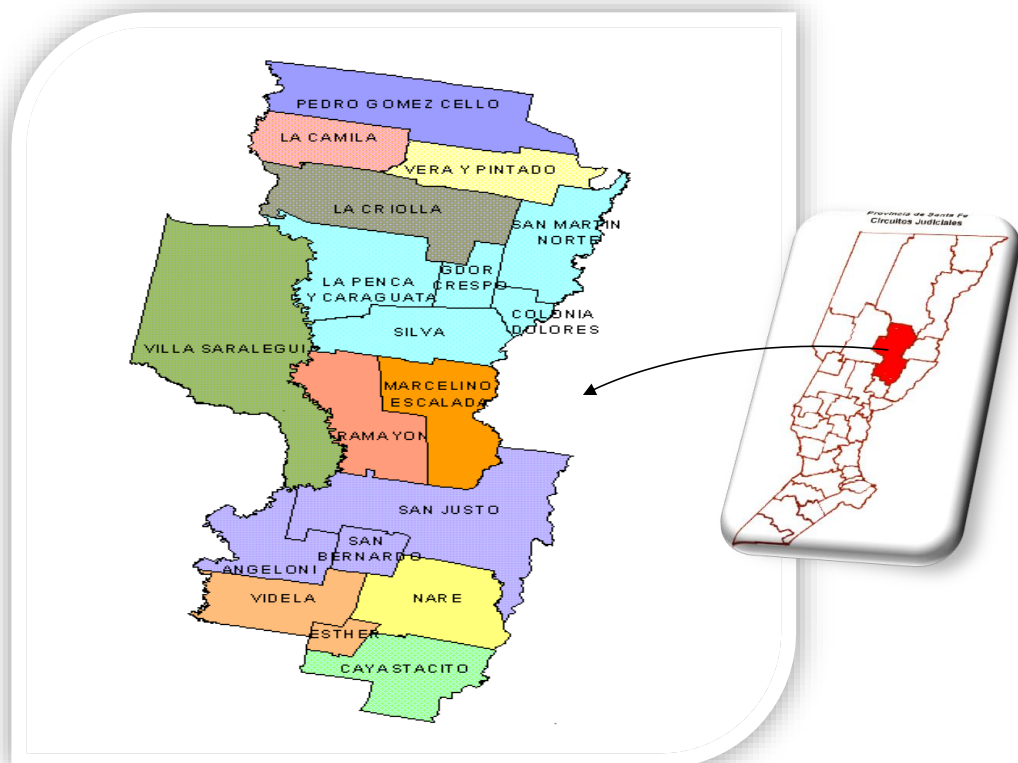 PEDRO GOMEZ CELLO
LA CAMILA
VERA Y PINTADO
LA CRIOLLA
SAN MARTIN
NORTE
GDOR
CRESPO
LA PENCA
Y CARAGUATA
COLONIA
DOLORES
SILVA
VILLA SARALEGUI
MARCELINO
ESCALADA
RAMAYON
SAN JUSTO
SAN
BERNARDO
ANGELONI
VIDELA
NARE
ESTHER
CAYASTACITO
Provincia de Santa Fe
Circuitos Judiciales